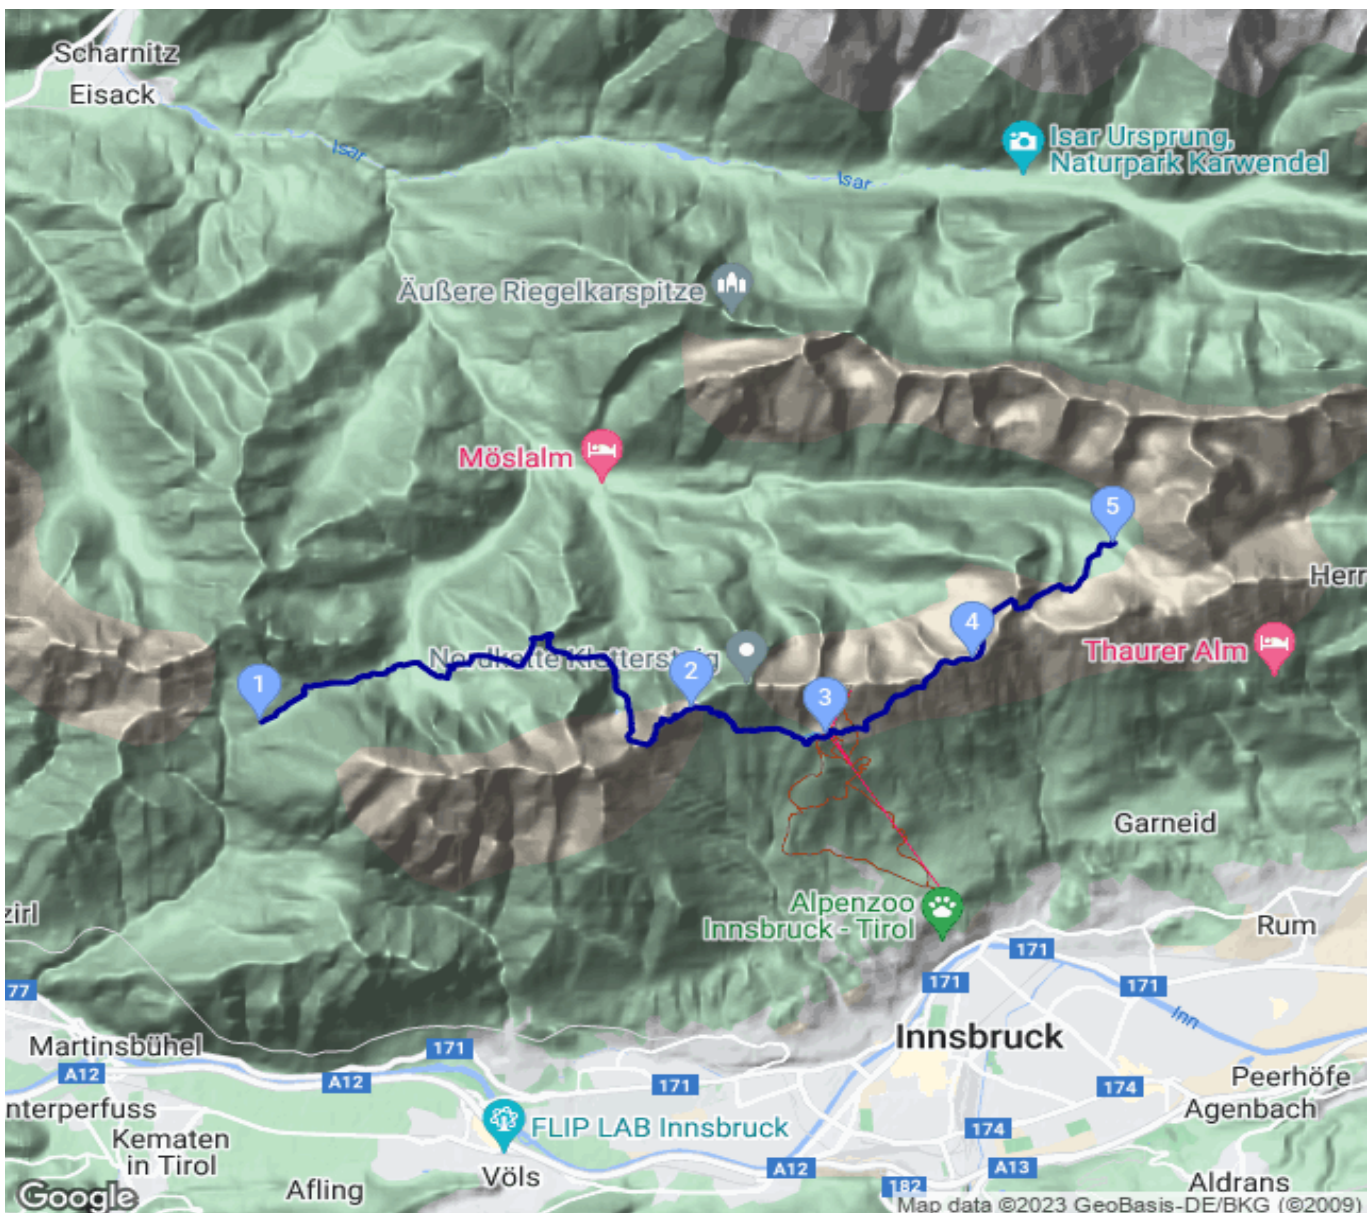 Scharnitz
Eisack
Isar
Isar
Isar Ursprung,
Naturpark Karwendel
Äußere Riegelkarspitze
Möslalm
5
Herr
4
Thaurer Alm
Nordkette Klettersteig
1
2
3
Garneid
Alpenzoo
Innsbruck - Tirol
zirl
Rum
171
171
171
77
Inn
Innsbruck
Martinsbühel
171
A12
A12
171
174
Peerhöfe
Agenbach
nterperfuss
Kematen
in Tirol
FLIP LAB Innsbruck
174
Völs
A12
A13
182
Afling
Aldrans
Google
Map data ©2023 GeoBasis-DE/BKG (©2009)